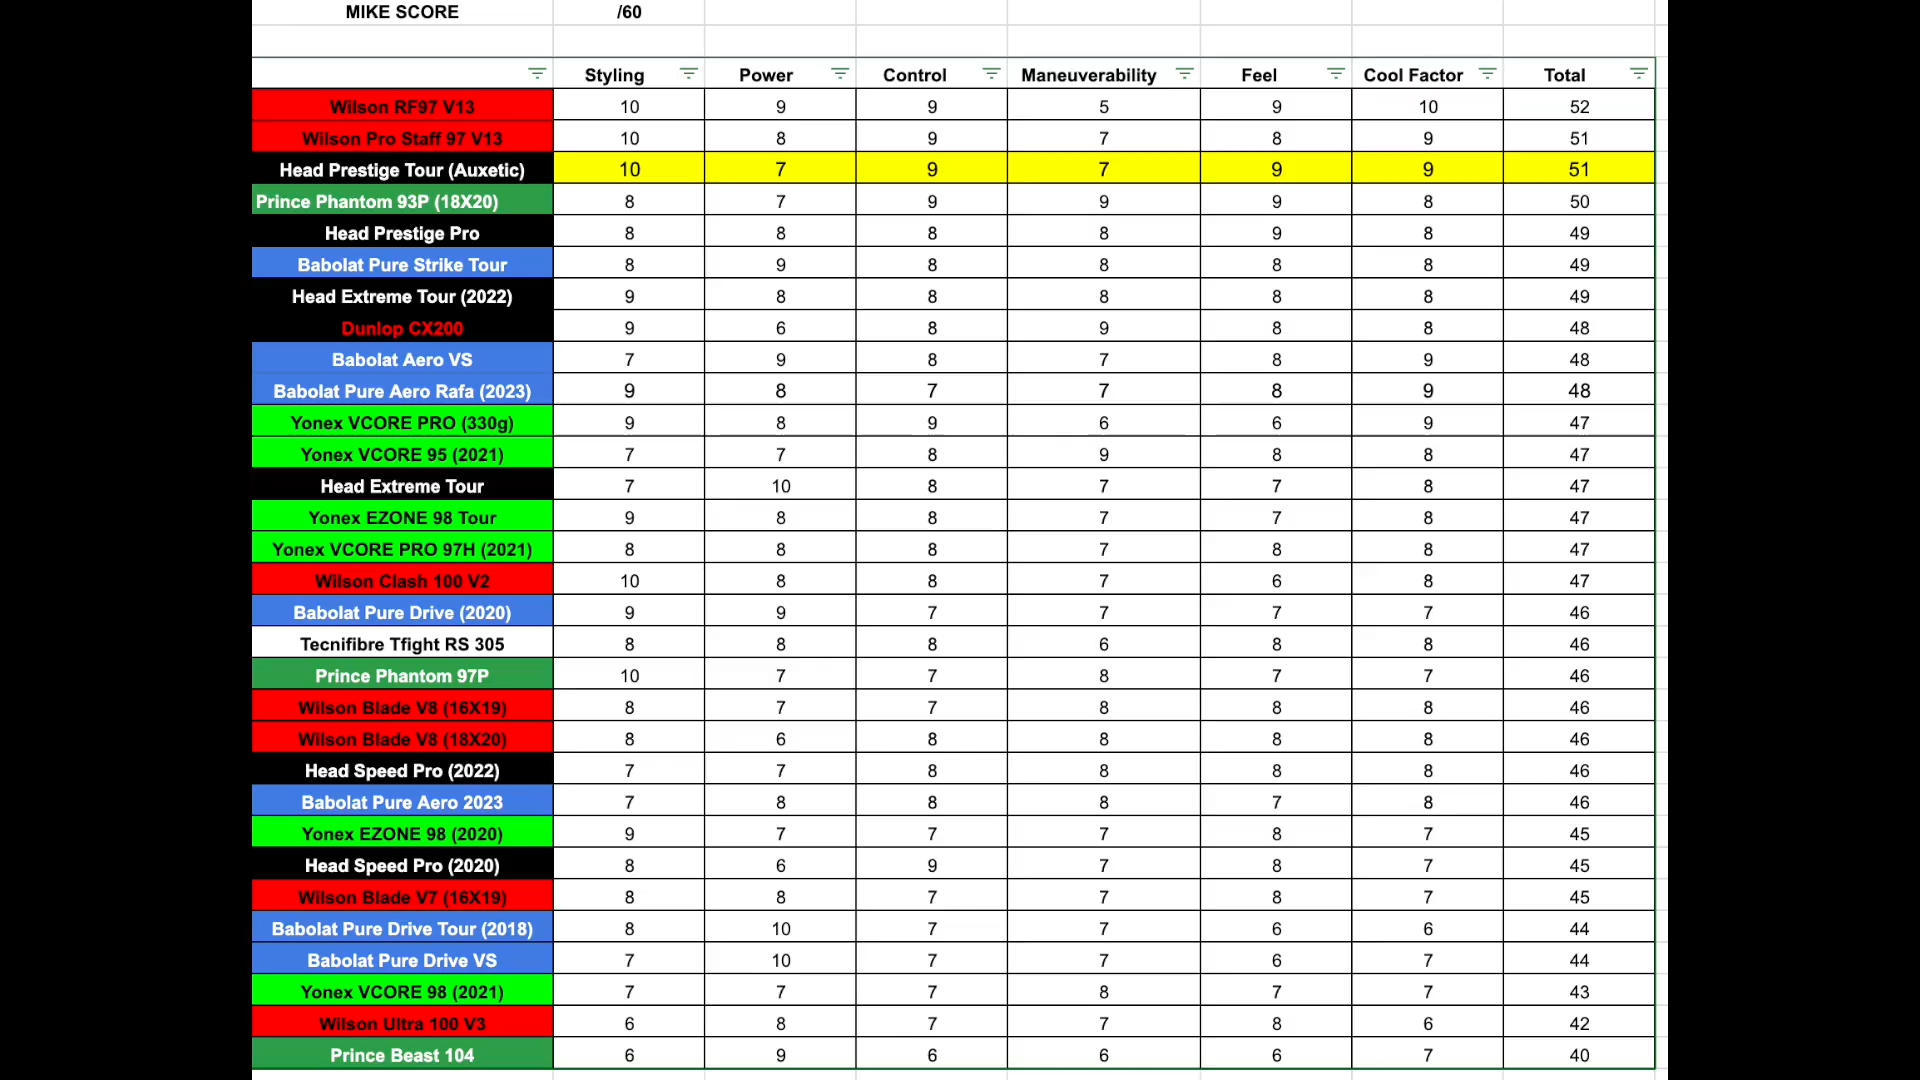 MIKE SCORE /60
Styling Power Control Maneuverability Feel Cool Factor Total
Wilson RF97 V13 10 9 9 5 9 10 52
Wilson Pro Staff 97 V13 10 8 9 7 8 9 51
Head Prestige Tour (Auxetic) 10 7 9 7 9 9 51
Prince Phantom 93P (18X20) 8 7 9 9 9 8 50
Head Prestige Pro 8 8 8 8 9 8 49
Babolat Pure Strike Tour 8 9 8 8 8 8 49
Head Extreme Tour (2022) 9 8 8 8 8 8 49
Dunlop CX200 9 6 8 9 8 8 48
Babolat Aero VS 7 9 8 7 8 9 48
Babolat Pure Aero Rafa (2023) 9 8 7 7 8 9 48
Yonex VCORE PRO (330g) 9 8 9 6 6 9 47
Yonex VCORE 95 (2021) 7 7 8 9 8 8 47
Head Extreme Tour 7 10 8 7 7 8 47
Yonex EZONE 98 Tour 9 8 8 7 7 8 47
Yonex VCORE PRO 97H (2021) 8 8 8 7 8 8 47
Wilson Clash 100 V2 10 8 8 7 6 8 47
Babolat Pure Drive (2020) 9 9 7 7 7 7 46
Tecnifibre Tfight RS 305 8 8 8 6 8 8 46
Prince Phantom 97P 10 7 7 8 7 7 46
Wilson Blade V8 (16X19) 8 7 7 8 8 8 46
Wilson Blade V8 (18X20) 8 6 8 8 8 8 46
Head Speed Pro (2022) 7 7 8 8 8 8 46
Babolat Pure Aero 2023 7 8 8 8 7 8 46
Yonex EZONE 98 (2020) 9 7 7 7 8 7 45
Head Speed Pro (2020) 8 6 9 7 8 7 45
Wilson Blade V7 (16X19) 8 8 7 7 8 7 45
Babolat Pure Drive Tour (2018) 8 10 7 7 6 6 44
Babolat Pure Drive VS 7 10 7 7 6 7 44
Yonex VCORE 98 (2021) 7 7 7 8 7 7 43
Wilson Ultra 100 V3 6 8 7 7 8 6 42
Prince Beast 104 6 9 6 6 6 7 40